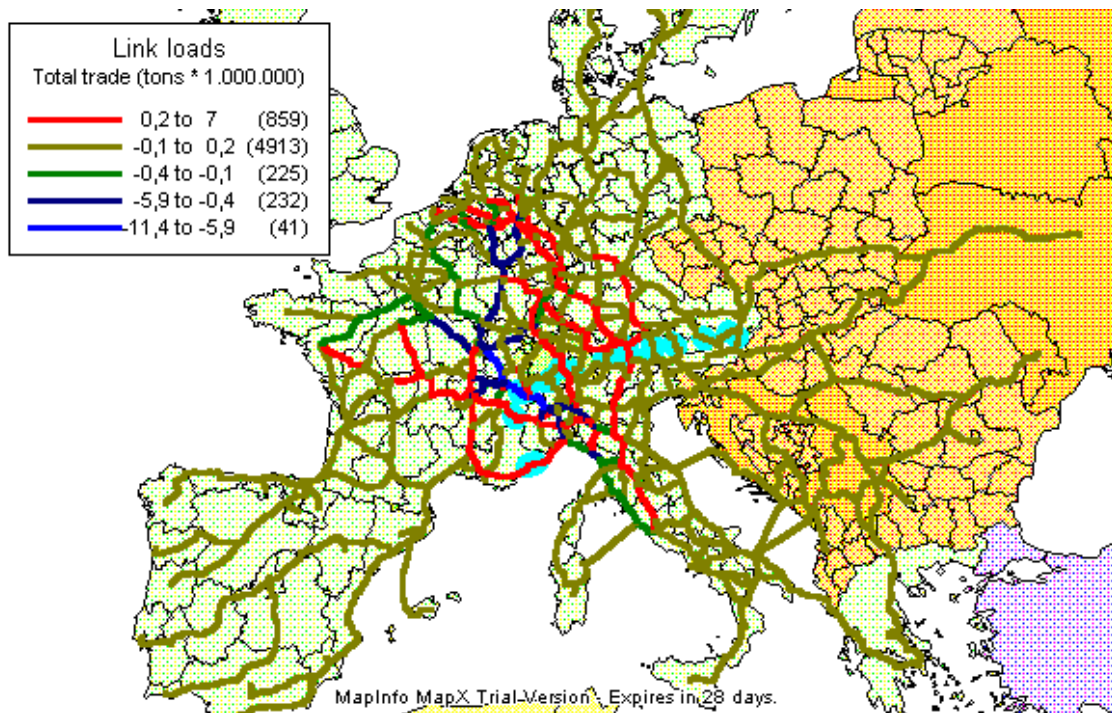 Link loads
Total trade (tons * 1.000.000)
0,2 to 7 (859)
-0,1 to 0,2 (4913)
-0,4 to -0,1 (225)
-5,9 to -0,4 (232)
-11,4 to -5,9 (41)
MapInfo MapX Trial Version - Expires in 28 days.